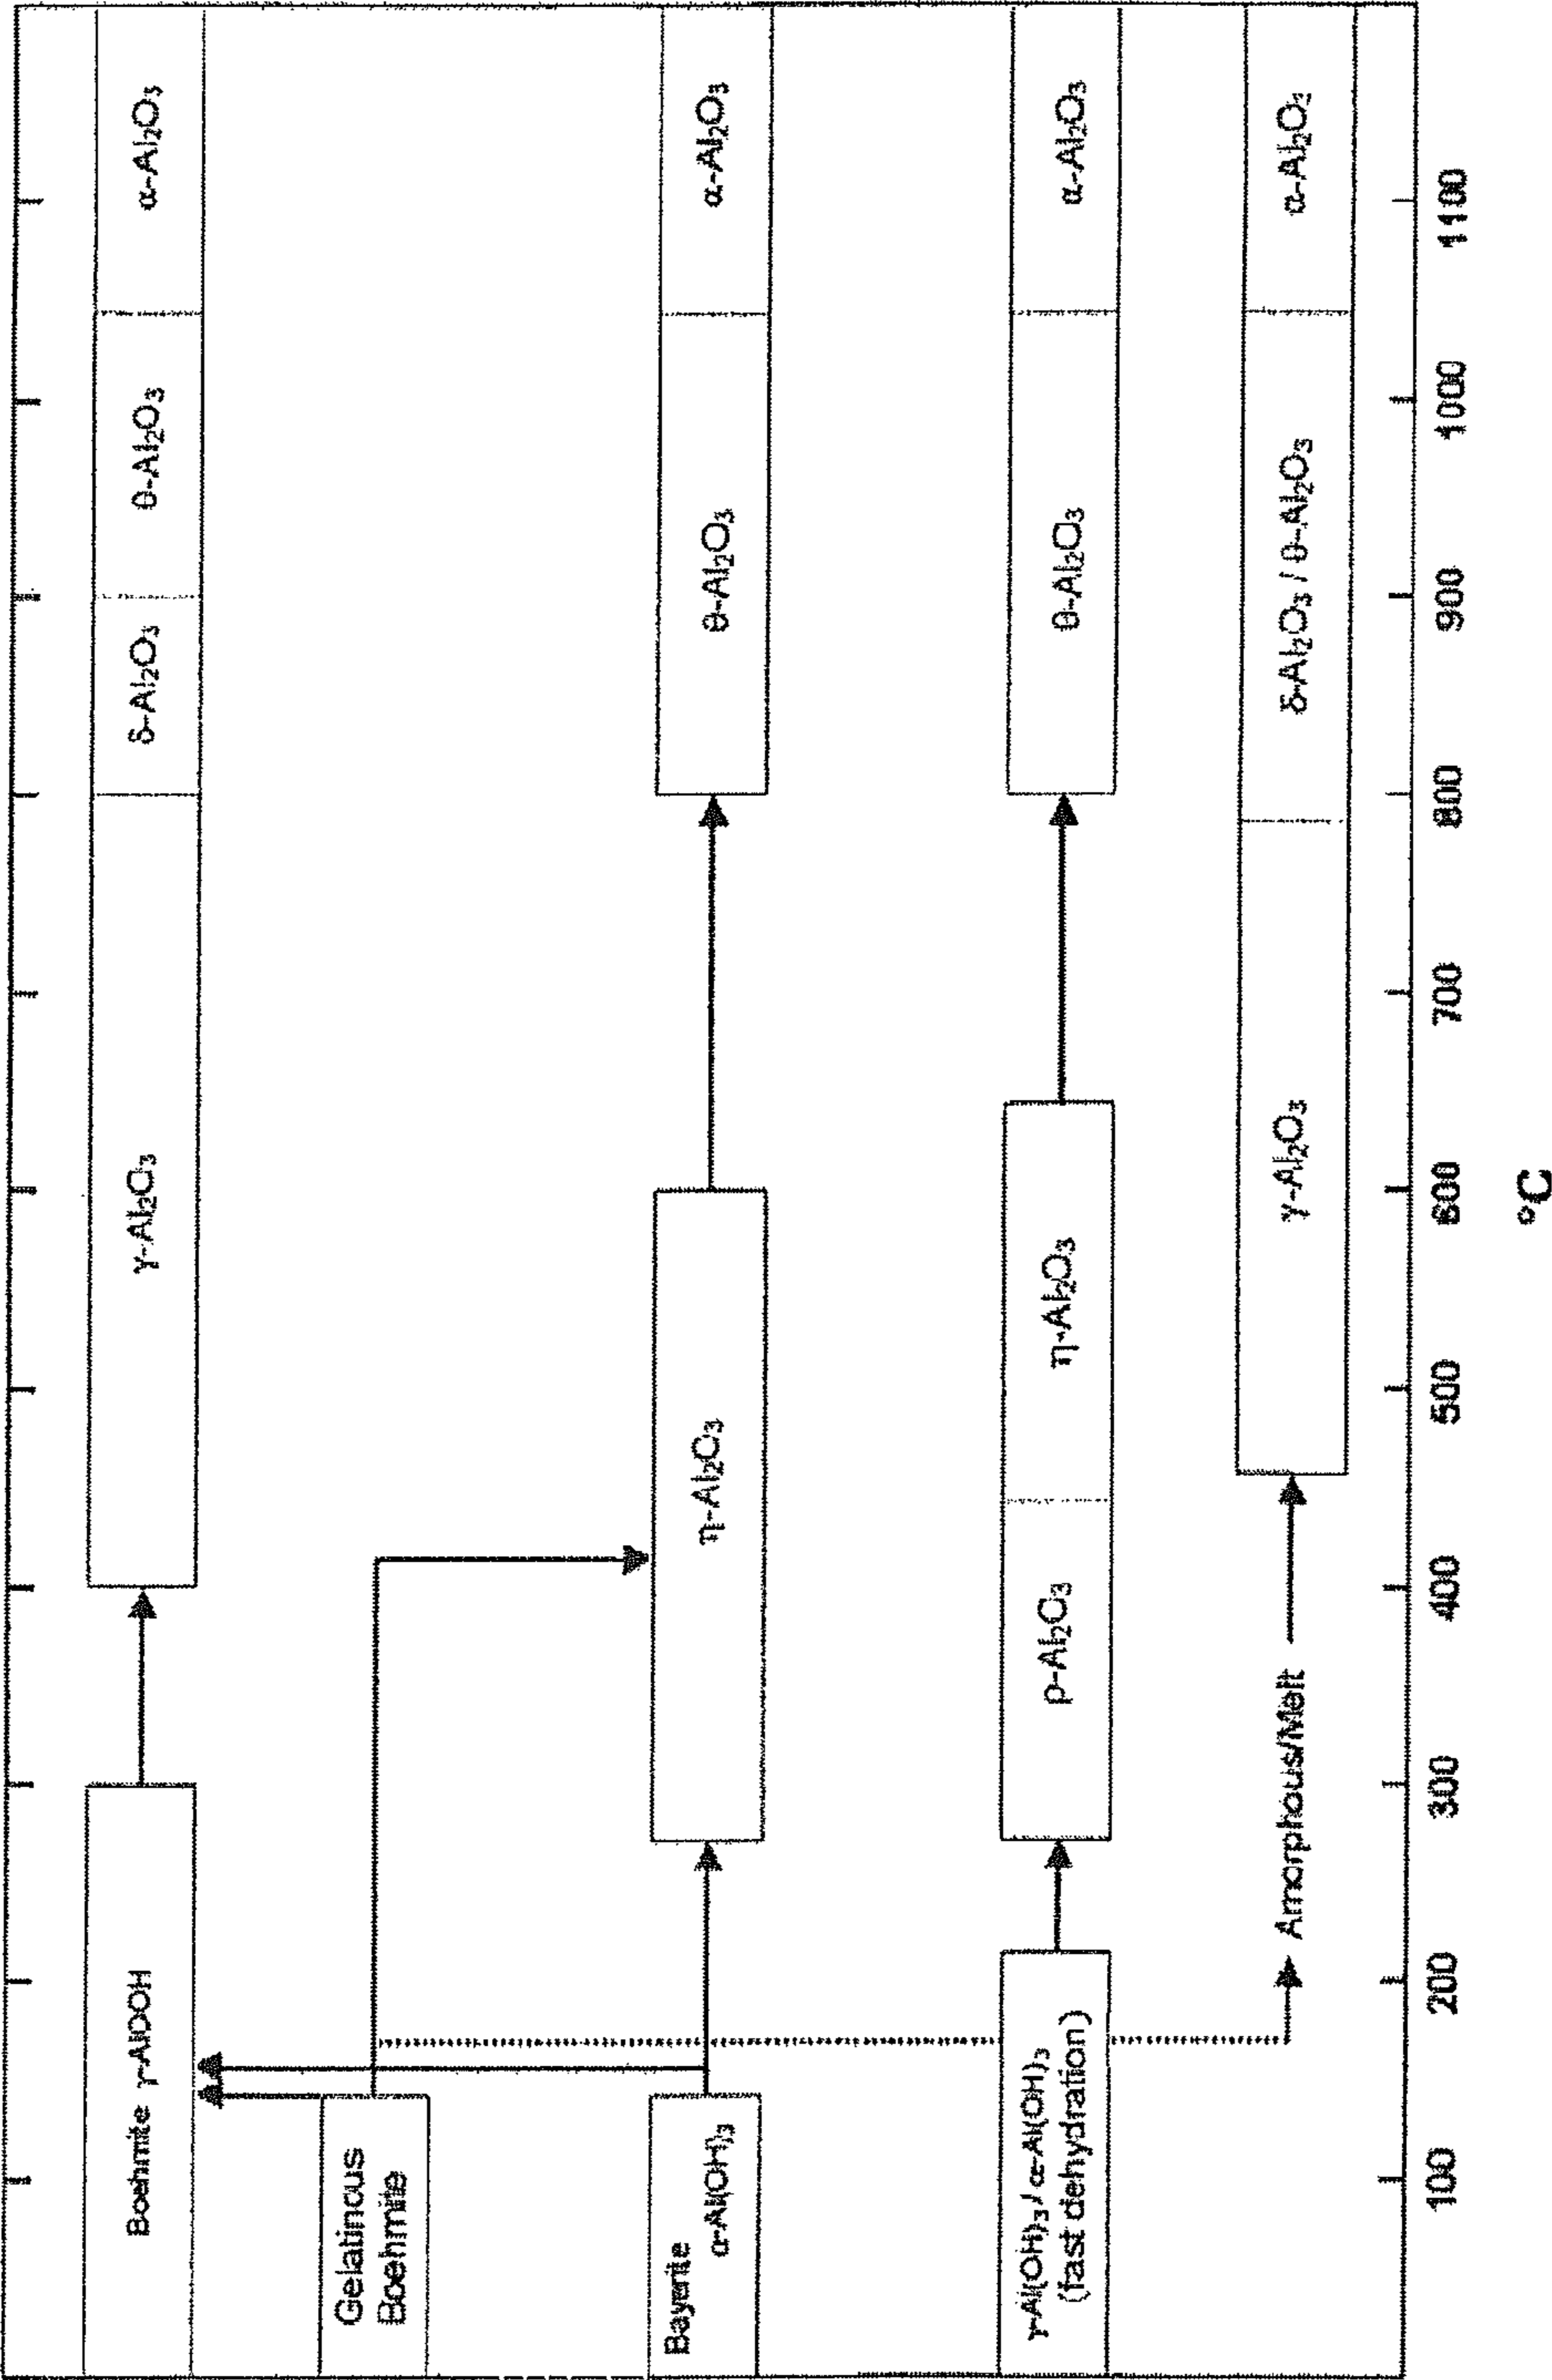 Boehmite γ-AlOOH
γ-Al₂O₃
δ-Al₂O₃
θ-Al₂O₃
α-Al₂O₃
Gelatinous
Boehmite
Bayerite
α-Al(OH)₃
η-Al₂O₃
θ-Al₂O₃
α-Al₂O₃
γ-Al(OH)₃/α-Al(OH)₃
(fast dehydration)
ρ-Al₂O₃
η-Al₂O₃
θ-Al₂O₃
α-Al₂O₃
Amorphous/Melt
γ-Al₂O₃
δ-Al₂O₃ / θ-Al₂O₃
α-Al₂O₃
100 200 300 400 500 600 700 800 900 1000 1100
°C